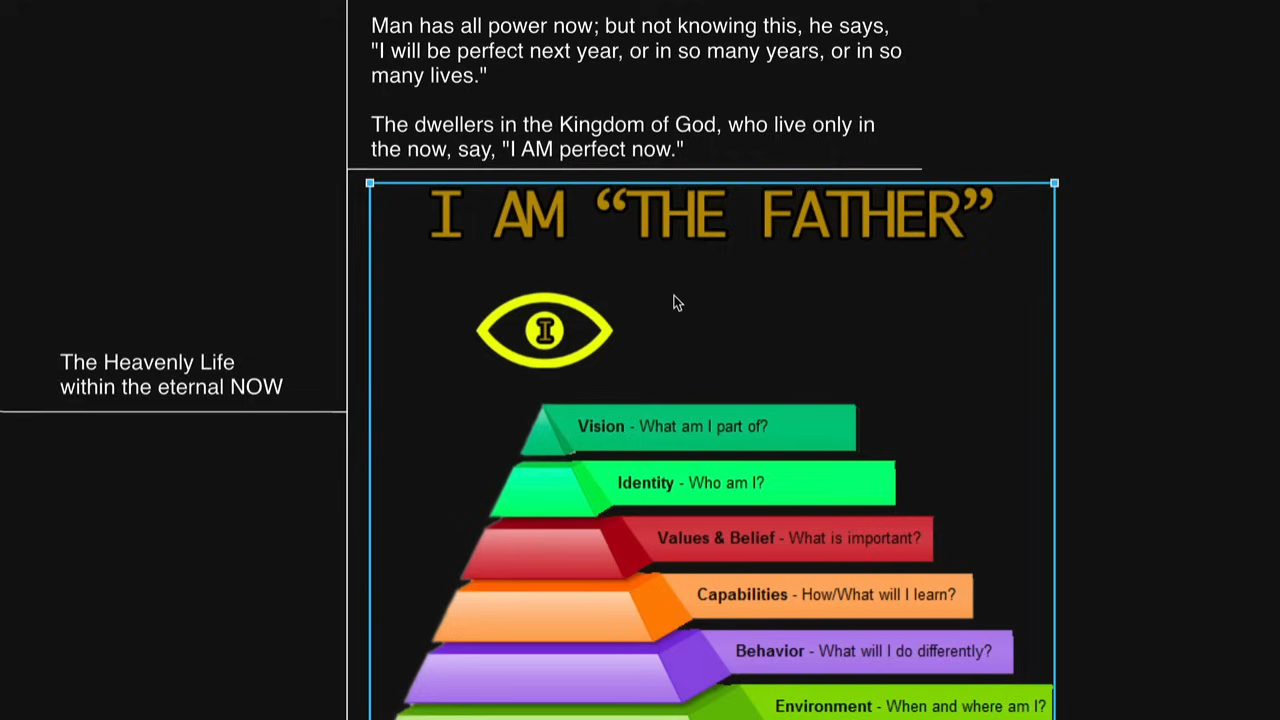 Man has all power now; but not knowing this, he says,
"I will be perfect next year, or in so many years, or in so
many lives."
The dwellers in the Kingdom of God, who live only in
the now, say, "I AM perfect now."
I AM “THE FATHER”
I
The Heavenly Life
within the eternal NOW
Vision - What am I part of?
Identity - Who am I?
Values & Belief - What is important?
Capabilities - How/What will I learn?
Behavior - What will I do differently?
Environment - When and where am I?